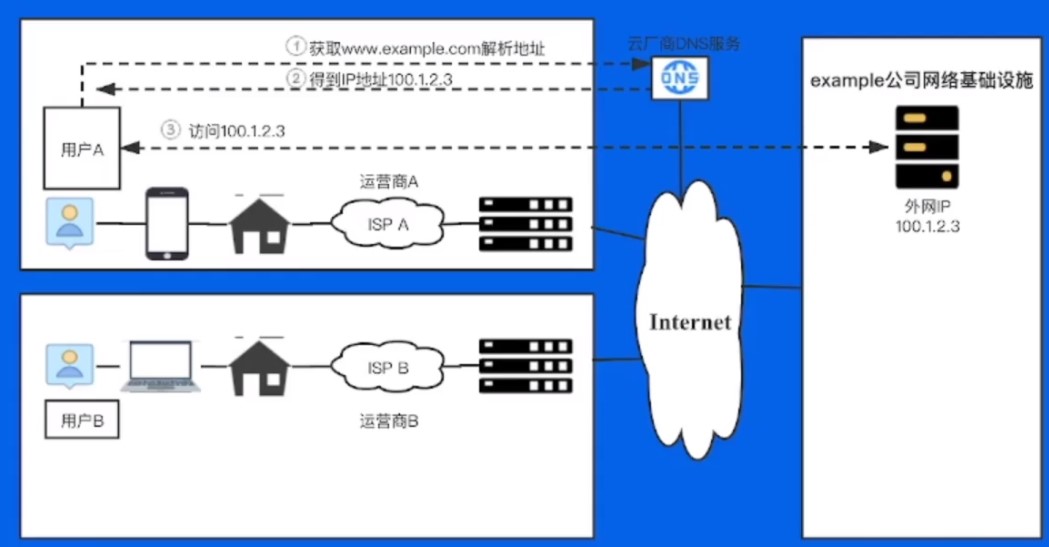 ① 获取www.example.com解析地址
云厂商DNS服务
② 得到IP地址100.1.2.3
DNS
example公司网络基础设施
③ 访问100.1.2.3
用户A
运营商A
ISP A
外网IP
100.1.2.3
Internet
ISP B
用户B
运营商B